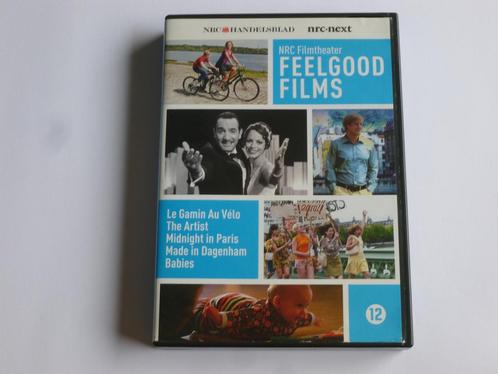 NRC HANDELSBLAD
nrc·next
NRC Filmtheater
FEELGOOD
FILMS
Le Gamin Au Vélo
The Artist
Midnight in Paris
Made in Dagenham
Babies
12